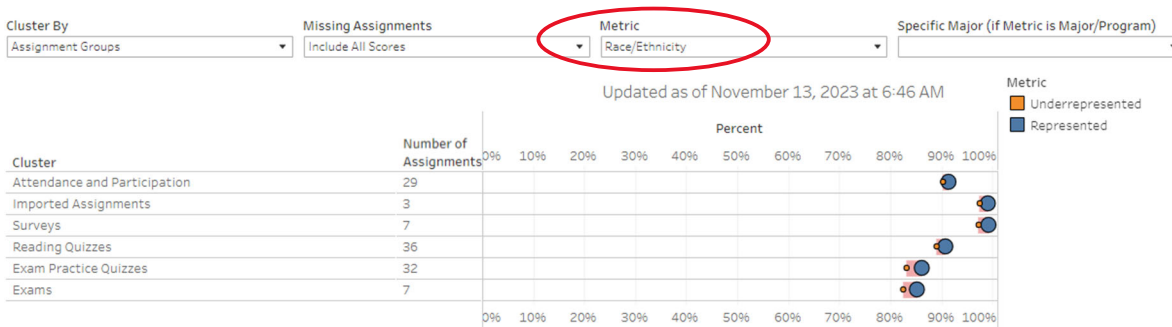 Cluster By
Missing Assignments
Metric
Specific Major (if Metric is Major/Program)
Assignment Groups
Include All Scores
Race/Ethnicity
Updated as of November 13, 2023 at 6:46 AM
Metric
Underrepresented
Represented
Percent
Cluster
Number of
Assignments
0% 10% 20% 30% 40% 50% 60% 70% 80% 90% 100%
Attendance and Participation 29
Imported Assignments 3
Surveys 7
Reading Quizzes 36
Exam Practice Quizzes 32
Exams 7
0% 10% 20% 30% 40% 50% 60% 70% 80% 90% 100%